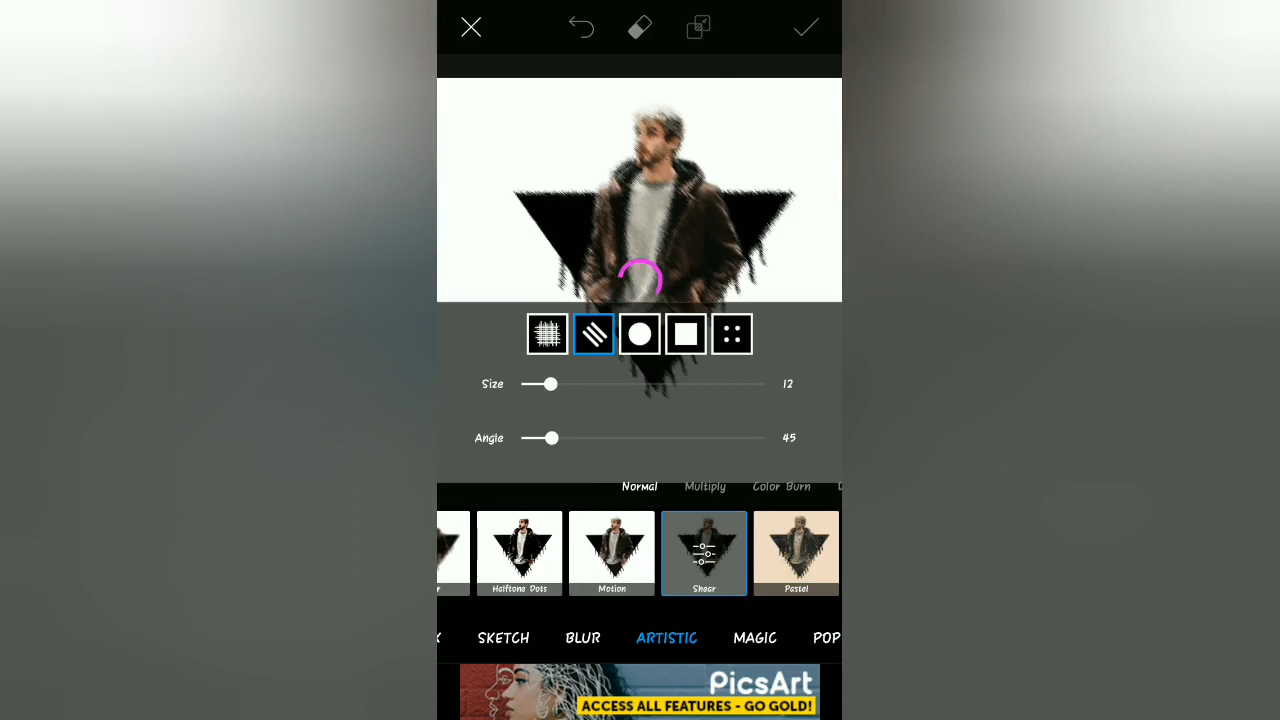 Size 12
Angle 45
Normal Multiply Color Burn
Halftone Dots Motion Shear Pastel
SKETCH BLUR ARTISTIC MAGIC POP
PicsArt
ACCESS ALL FEATURES - GO GOLD!